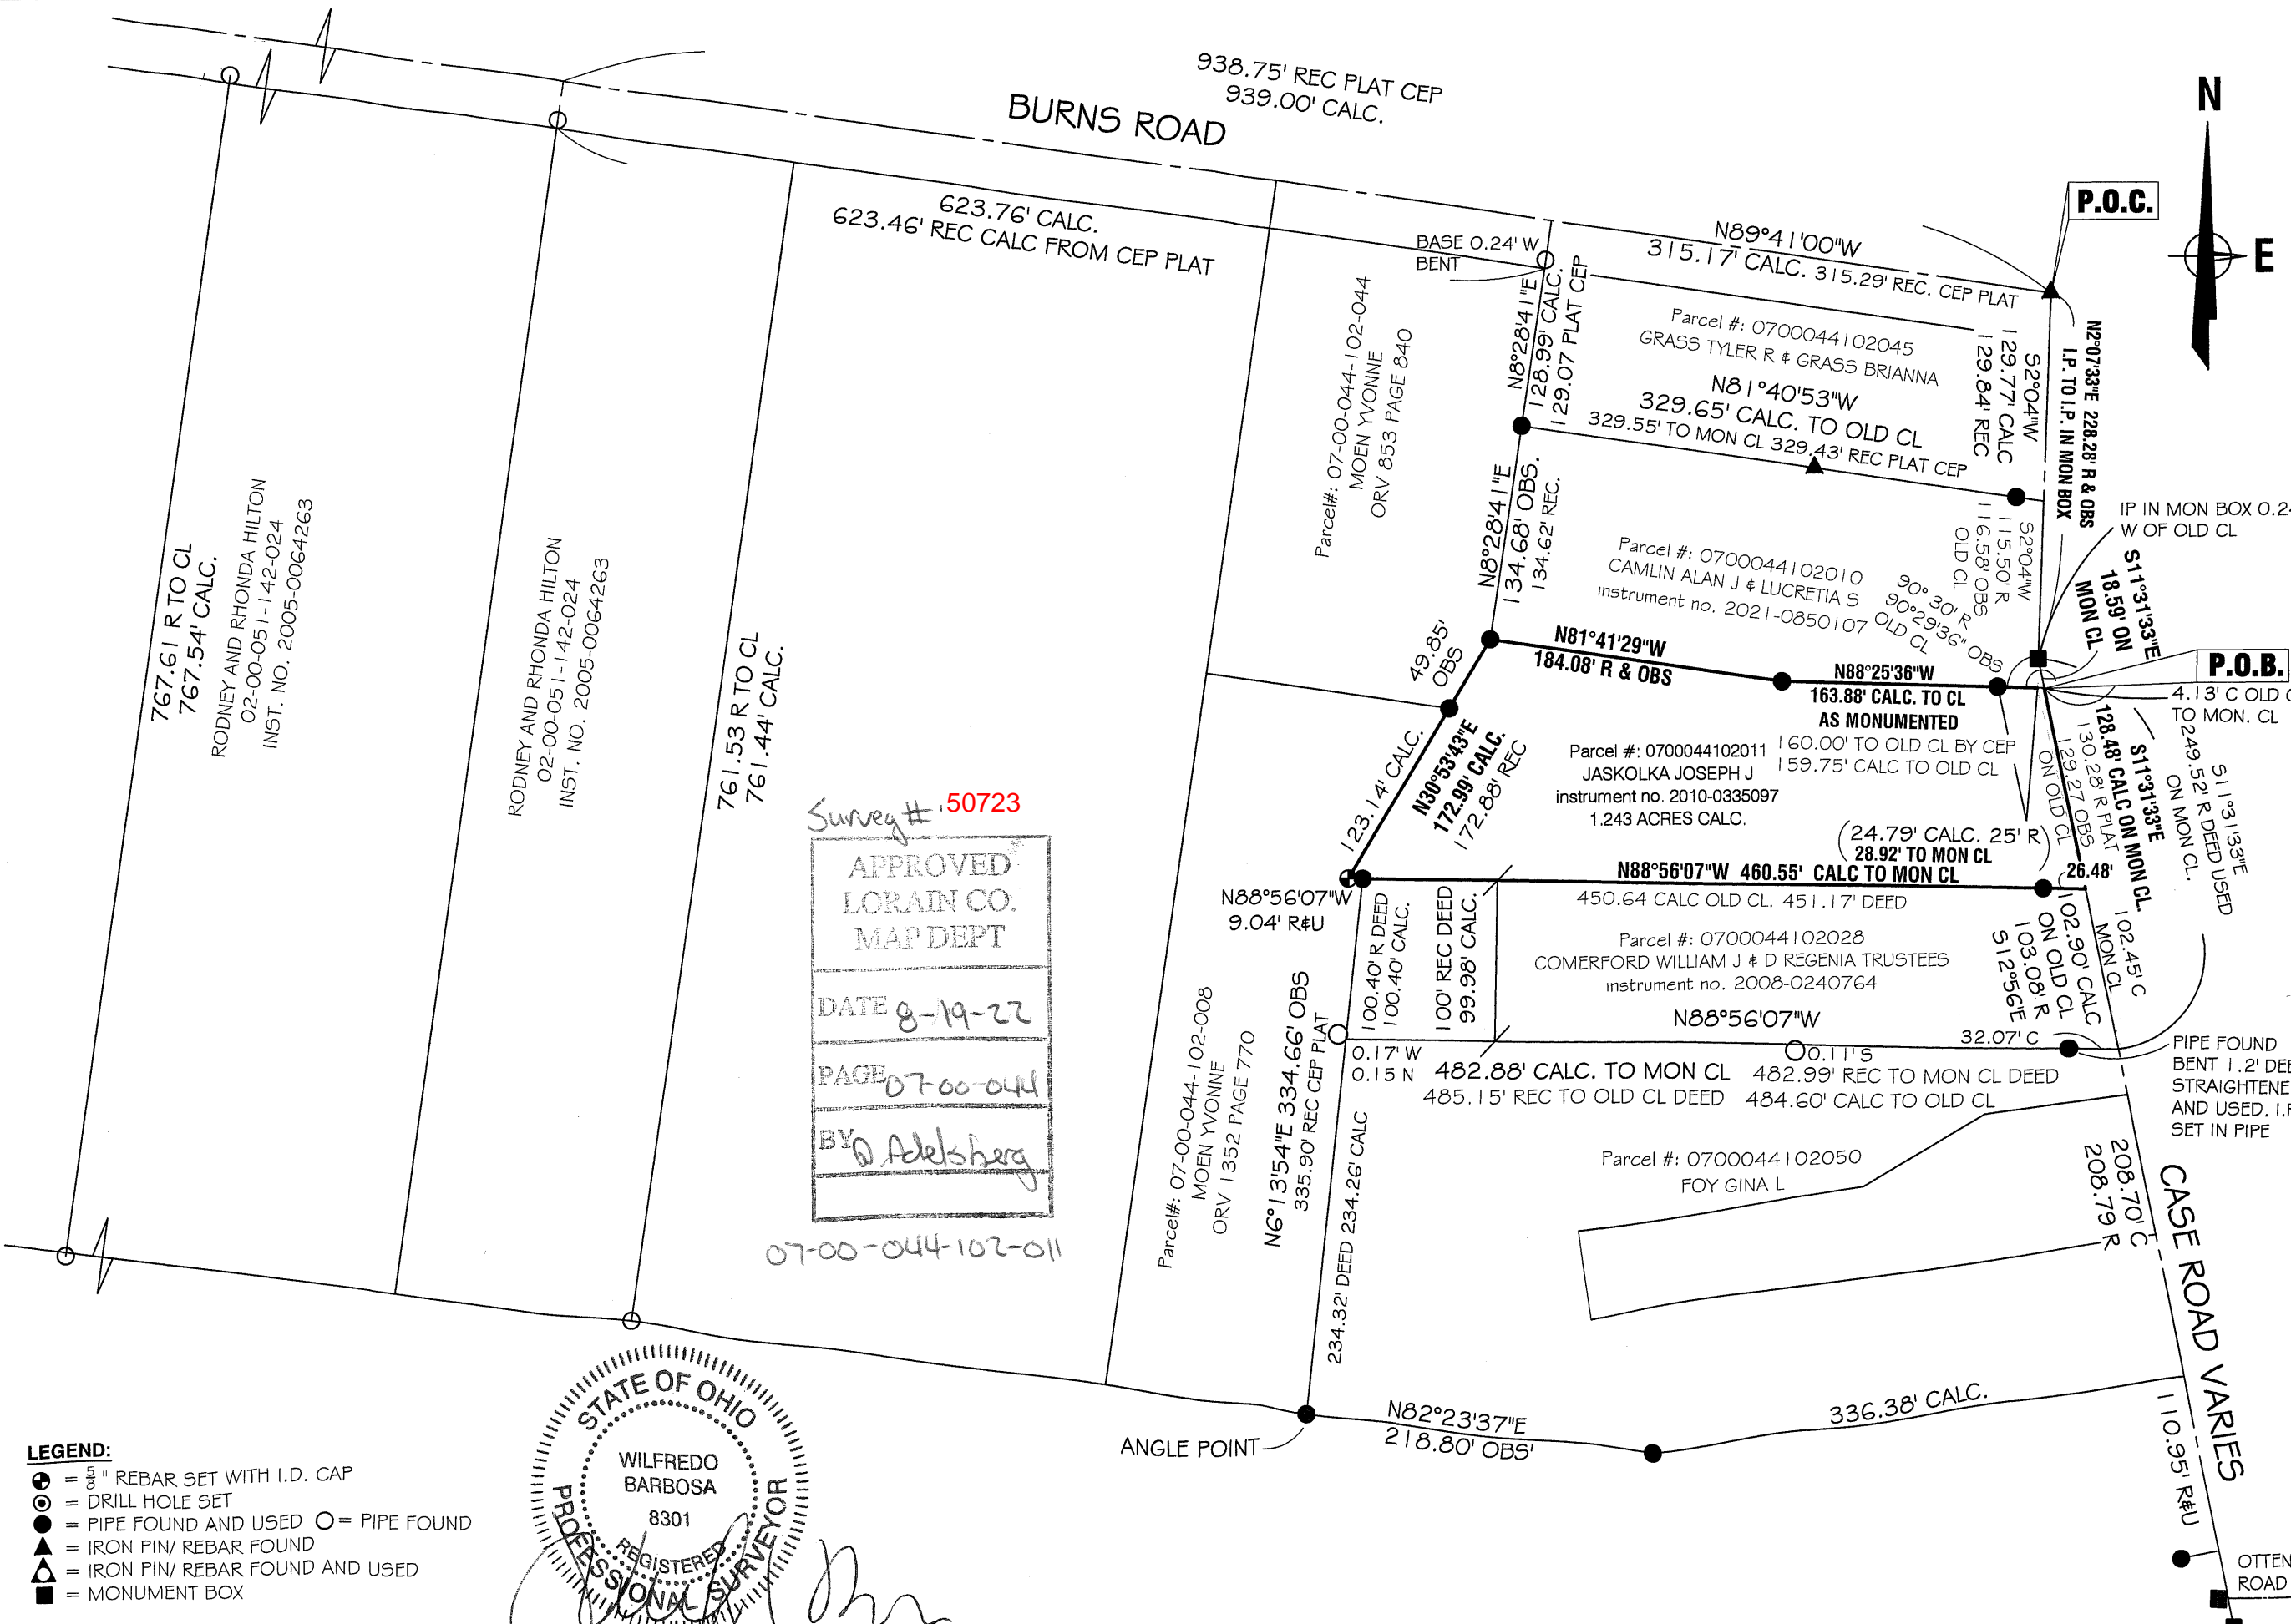 938.75' REC PLAT CEP
939.00' CALC.
BURNS ROAD
623.76' CALC.
623.46' REC CALC FROM CEP PLAT
N
E
P.O.C.
BASE 0.24' W
BENT
N89°41'00"W
315.17' CALC. 315.29' REC. CEP PLAT
N8°28'41"E
128.99' CALC.
129.07 PLAT CEP
Parcel #: 0700044102045
GRASS TYLER R & GRASS BRIANNA
N81°40'53"W
329.65' CALC. TO OLD CL
329.55' TO MON CL 329.43' REC PLAT CEP
S2°04"W
129.77' CALC
129.84' REC
N2°07'33"E 228.28' R & OBS
I.P. TO I.P. IN MON BOX
Parcel#: 07-00-044-102-044
MOEN YVONNE
ORV 853 PAGE 840
N8°28'41"E
134.68' OBS.
134.62' REC.
Parcel #: 0700044102010
CAMLIN ALAN J & LUCRETIA S
Instrument no. 2021-0850107
90° 30' R
90°29'36" OBS
OLD CL
S2°04"W
115.50' R
116.58' OBS
OLD CL
IP IN MON BOX 0.2
W OF OLD CL
S11°31'33"E
18.59' ON
MON CL
P.O.B.
4.13' C OLD
TO MON. CL
767.61 R TO CL
767.54' CALC.
RODNEY AND RHONDA HILTON
02-00-051-142-024
INST. NO. 2005-0064263
RODNEY AND RHONDA HILTON
02-00-051-142-024
INST. NO. 2005-0064263
761.53 R TO CL
761.44' CALC.
49.85'
OBS
N81°41'29"W
184.08' R & OBS
N88°25'36"W
163.88' CALC. TO CL
AS MONUMENTED
160.00' TO OLD CL BY CEP
159.75' CALC TO OLD CL
123.14' CALC.
N30°53'43"E
172.99' CALC.
172.88' REC
Parcel #: 0700044102011
JASKOLKA JOSEPH J
instrument no. 2010-0335097
1.243 ACRES CALC.
S11°31'33"E
128.48' CALC ON MON CL.
130.28' R PLAT
129.27 OBS
ON OLD CL
S11°31'33"E
249.52' R DEED USED
ON MON CL.
(24.79' CALC. 25' R)
28.92' TO MON CL
26.48'
N88°56'07"W 460.55' CALC TO MON CL
450.64 CALC OLD CL. 451.17' DEED
N88°56'07"W
9.04' R&U
Survey # 50723
APPROVED
LORAIN CO.
MAP DEPT
DATE 8-19-22
PAGE 07-00-044
BY D Adelsberg
07-00-044-102-011
100.40' R DEED
100.40' CALC.
100' REC DEED
99.98' CALC.
Parcel #: 0700044102028
COMERFORD WILLIAM J & D REGENIA TRUSTEES
Instrument no. 2008-0240764
N88°56'07"W
102.45' C
MON CL
102.90' CALC
ON OLD CL
103.08' R
S12°56'E
32.07' C
0.17' W
0.15 N
0.11'S
482.88' CALC. TO MON CL
482.99' REC TO MON CL DEED
485.15' REC TO OLD CL DEED
484.60' CALC TO OLD CL
PIPE FOUND
BENT 1.2' DE
STRAIGHTENE
AND USED. I.
SET IN PIPE
Parcel#: 07-00-044-102-008
MOEN YVONNE
ORV 1352 PAGE 770
N6°13'54"E 334.66' OBS
335.90' REC CEP PLAT
234.32' DEED 234.26' CALC
Parcel #: 0700044102050
FOY GINA L
208.70' C
208.79 R
CASE ROAD VARIES
N82°23'37"E
218.80' OBS'
336.38' CALC.
ANGLE POINT
110.95' R&U
OTTEN
ROAD
LEGEND:
= 5/8" REBAR SET WITH I.D. CAP
= DRILL HOLE SET
= PIPE FOUND AND USED O= PIPE FOUND
= IRON PIN/ REBAR FOUND
= IRON PIN/ REBAR FOUND AND USED
= MONUMENT BOX
STATE OF OHIO
WILFREDO
BARBOSA
8301
REGISTERED
PROFESSIONAL SURVEYOR